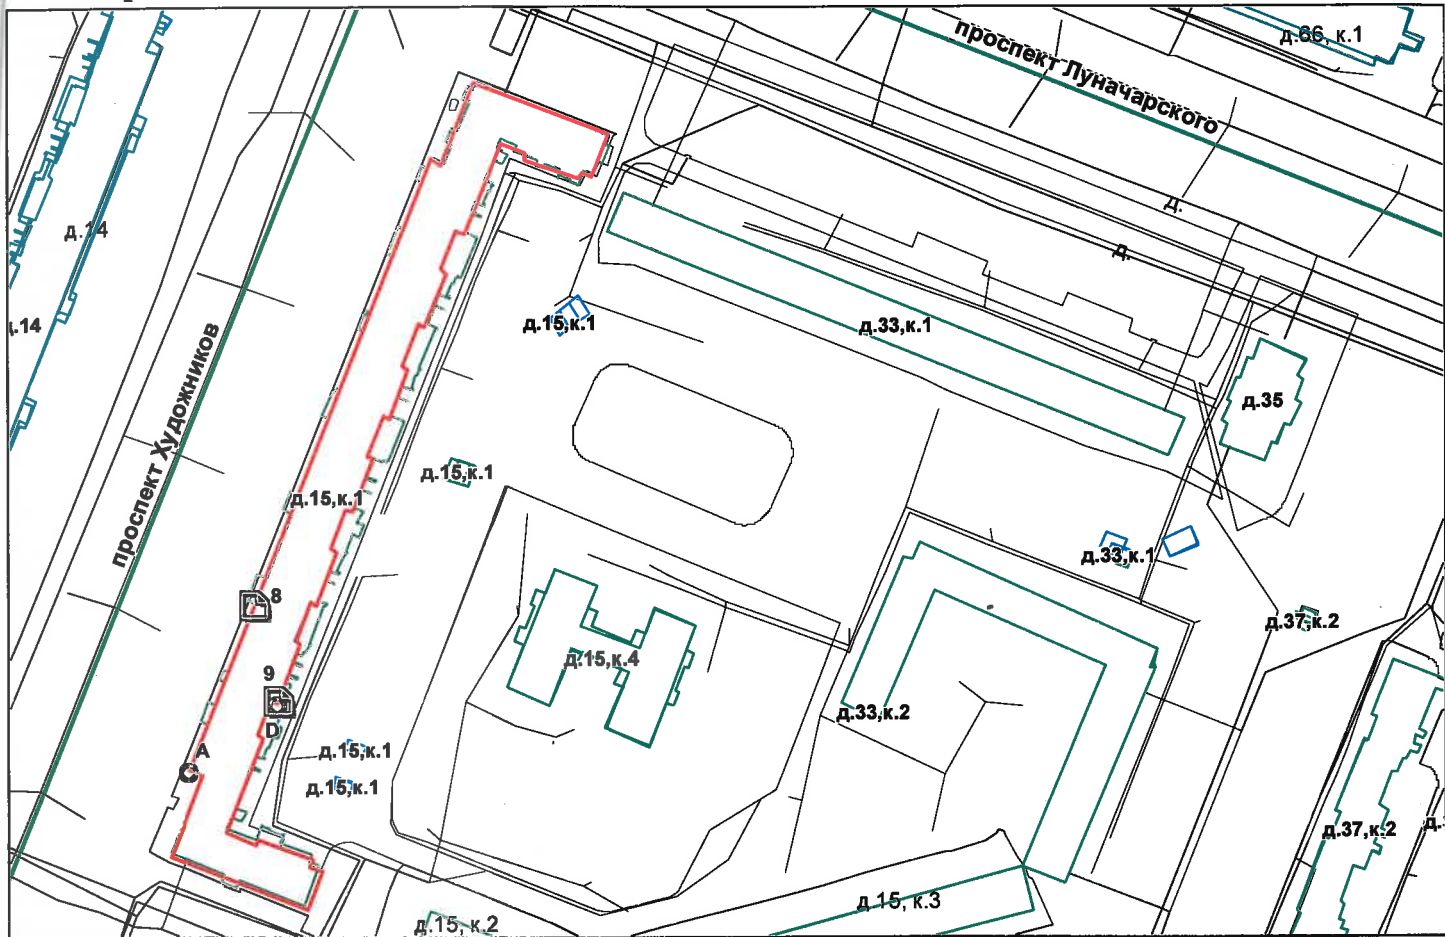 д.66, к.1
проспект Луначарского
D
д.
д.14
д.
д.15,к.1
д.33,к.1
.14
проспект Художников
д.35
д.15,к.1
д.15,к.1
д.33,к.1
8
д.37,к.2
д.15,к.4
9
д.33,к.2
D
А
д.15,к.1
д.15,к.1
д.37,к.2
д.
д 15, к.3
д.15, к.2